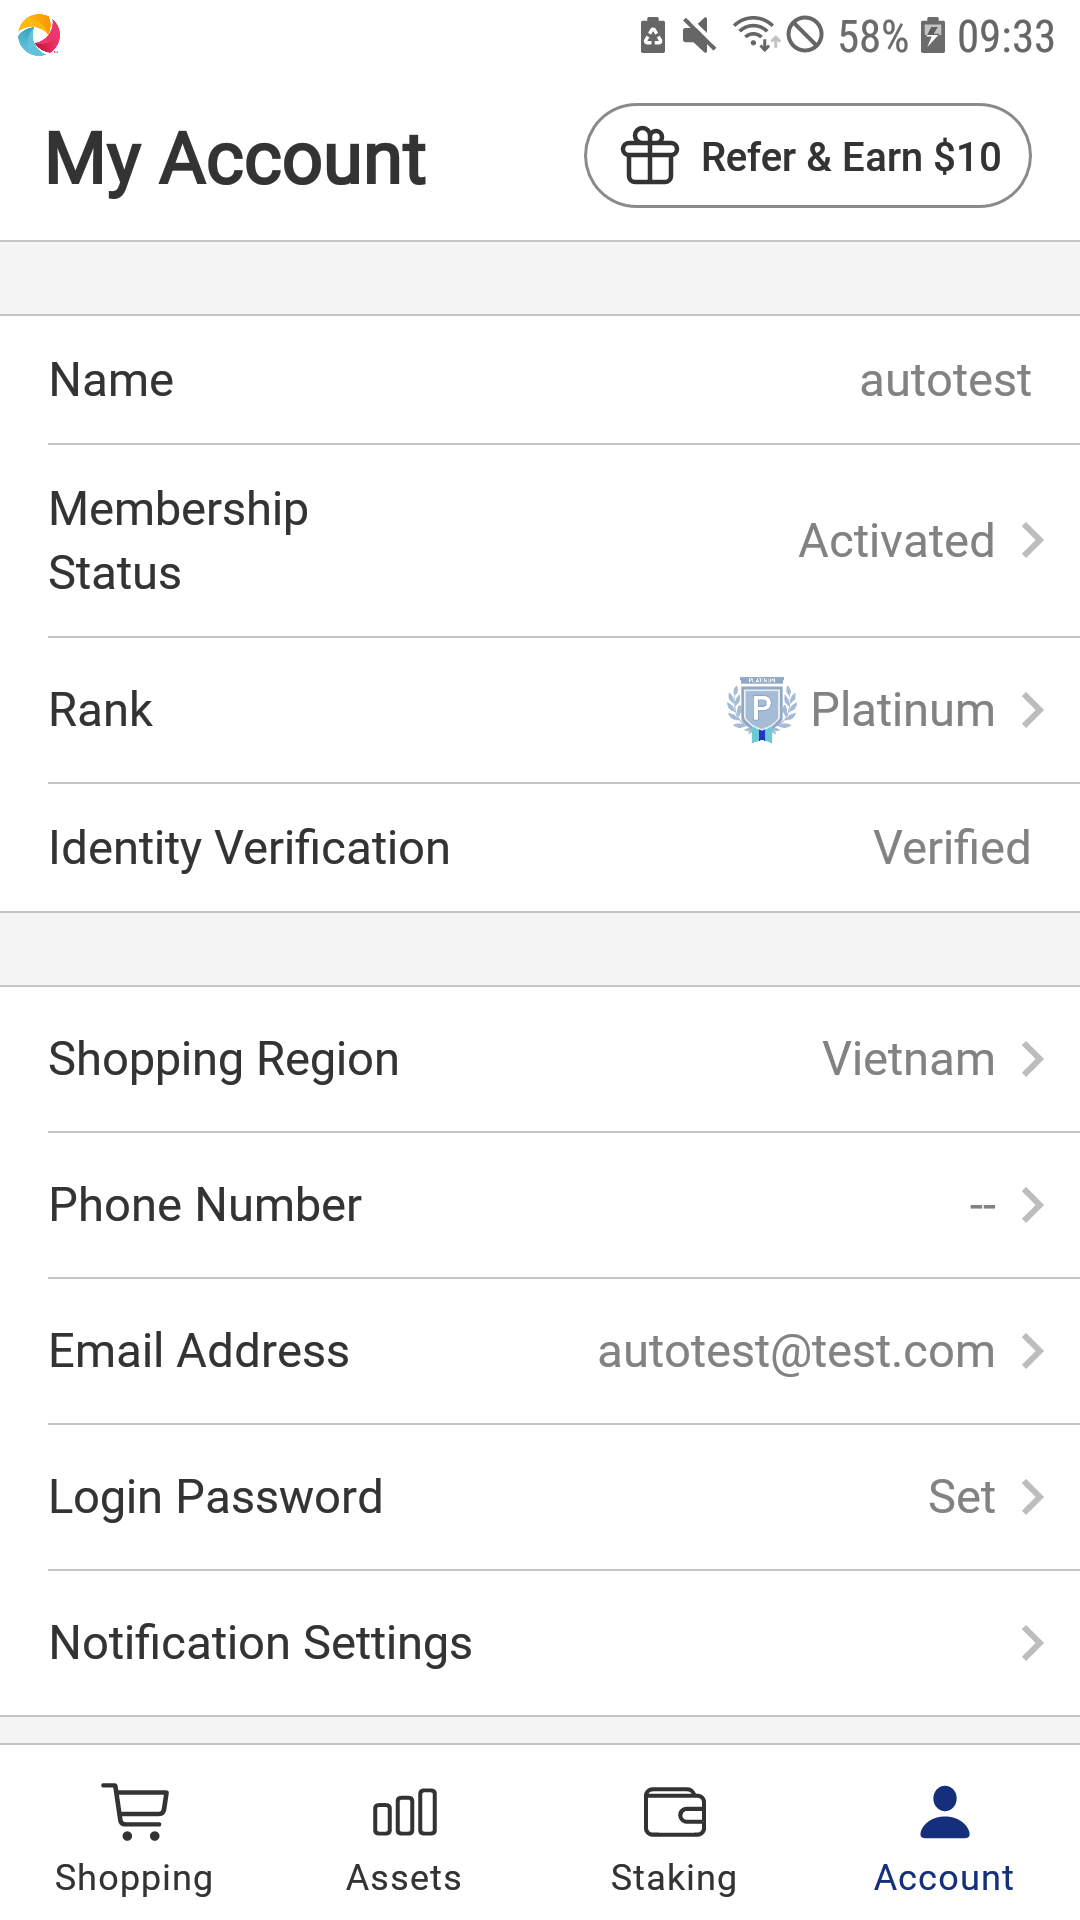 58% 09:33
My Account
Refer & Earn $10
Name autotest
Membership
Status
Activated
Rank
PLATINUM
P
Platinum
Identity Verification Verified
Shopping Region Vietnam
Phone Number --
Email Address autotest@test.com
Login Password Set
Notification Settings
Shopping Assets Staking Account